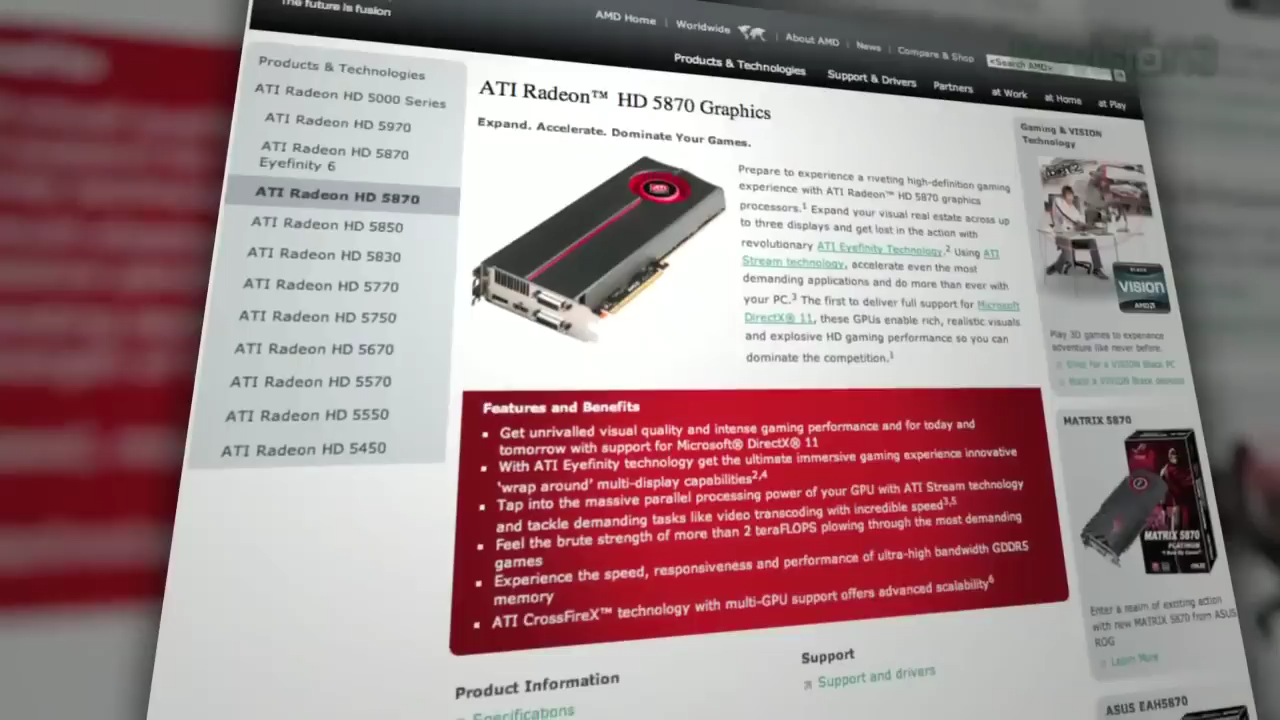 The future is fusion
AMD Home
Worldwide
About AMD
News
Compare & Shop
<Search AMD>
Products & Technologies
Support & Drivers
Partners
at Work
at Home
at Play
Products & Technologies
ATI Radeon HD 5000 Series
ATI Radeon HD 5970
ATI Radeon HD 5870
Eyefinity 6
ATI Radeon HD 5870
ATI Radeon HD 5850
ATI Radeon HD 5830
ATI Radeon HD 5770
ATI Radeon HD 5750
ATI Radeon HD 5670
ATI Radeon HD 5570
ATI Radeon HD 5550
ATI Radeon HD 5450
ATI Radeon™ HD 5870 Graphics
Expand. Accelerate. Dominate Your Games.
Prepare to experience a riveting high-definition gaming
experience with ATI Radeon™ HD 5870 graphics
processors.¹ Expand your visual real estate across up
to three displays and get lost in the action with
revolutionary ATI Eyefinity Technology.² Using ATI
Stream technology, accelerate even the most
demanding applications and do more than ever with
your PC.³ The first to deliver full support for Microsoft
DirectX® 11, these GPUs enable rich, realistic visuals
and explosive HD gaming performance so you can
dominate the competition.¹
Features and Benefits
▪ Get unrivalled visual quality and intense gaming performance and for today and
tomorrow with support for Microsoft® DirectX® 11
▪ With ATI Eyefinity technology get the ultimate immersive gaming experience innovative
'wrap around' multi-display capabilities²,⁴
▪ Tap into the massive parallel processing power of your GPU with ATI Stream technology
and tackle demanding tasks like video transcoding with incredible speed³,⁵
▪ Feel the brute strength of more than 2 teraFLOPS plowing through the most demanding
games
▪ Experience the speed, responsiveness and performance of ultra-high bandwidth GDDR5
memory
▪ ATI CrossFireX™ technology with multi-GPU support offers advanced scalability⁶
Product Information
Specifications
Support
Support and drivers
Gaming & VISION
Technology
VISION
AMD
Play 3D games to experience
adventure like never before.
MATRIX 5870
MATRIX 5870
PLATINUM
Enter a realm of exciting action
with new MATRIX 5870 from ASUS
ROG
Learn More
ASUS EAH5870